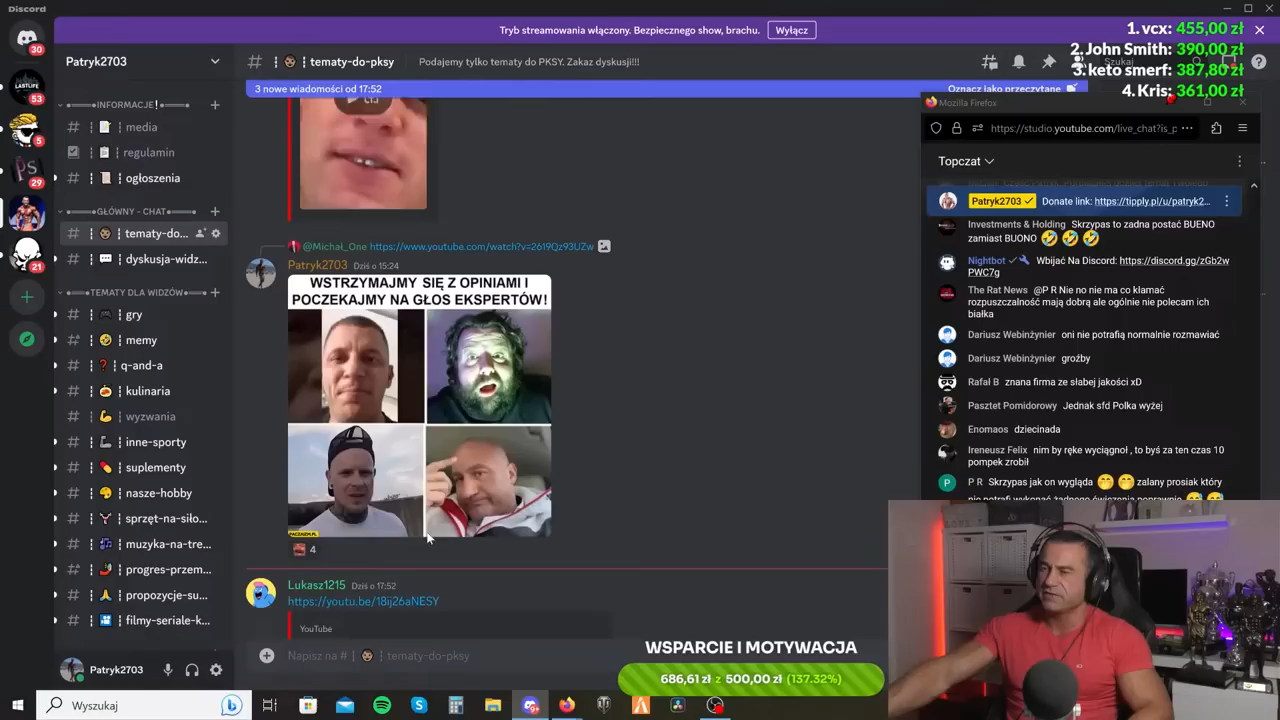 Discord
Tryb streamowania włączony. Bezpiecznego show, brachu.
Wyłącz
1. vcx: 455,00 zł
2. John Smith: 390,00 zł
3. keto smerf: 387,80 zł
4. Kris: 361,00 zł
Patryk2703
tematy-do-pksy
Podajemy tylko tematy do PKSY. Zakaz dyskusji!!!
Szukaj
3 nowe wiadomości od 17:52
Oznacz jako przeczytane
30
53
5
29
21
LASTLIFE
INFORMACJE!
media
regulamin
ogłoszenia
GŁÓWNY - CHAT
tematy-do...
dyskusja-widz...
TEMATY DLA WIDZÓW
gry
memy
q-and-a
kulinaria
wyzwania
inne-sporty
suplementy
nasze-hobby
sprzęt-na-siło...
muzyka-na-tre...
progres-przem...
propozycje-su...
filmy-seriale-k...
Patryk2703
@Michał_One https://www.youtube.com/watch?v=2619Qz93UZw
Patryk2703 Dziś o 15:24
WSTRZYMAJMY SIĘ Z OPINIAMI I
POCZEKAJMY NA GŁOS EKSPERTÓW!
4
Lukasz1215 Dziś o 17:52
https://youtu.be/18ij26aNESY
YouTube
Napisz na # tematy-do-pksy
Mozilla Firefox
https://studio.youtube.com/live_chat?is_p
Topczat
Patryk2703 Donate link: https://tipply.pl/u/patryk2...
Investments & Holding Skrzypas to zadna postać BUENO
zamiast BUONO
Nightbot Wbijać Na Discord: https://discord.gg/zGb2w
PWC7g
The Rat News @P R Nie no nie ma co kłamać
rozpuszczalność mają dobrą ale ogólnie nie polecam ich
białka
Dariusz Webinżynier oni nie potrafią normalnie rozmawiać
Dariusz Webinżynier groźby
Rafał B znana firma ze słabej jakości xD
Pasztet Pomidorowy Jednak sfd Polka wyżej
Enomaos dziecinada
Ireneusz Felix nim by ręke wyciągnoł , to byś za ten czas 10
pompek zrobił
P R Skrzypas jak on wygląda zalany prosiak który
nie potrafi wykonać żadnego ćwiczenia poprawnie
WSPARCIE I MOTYWACJA
686,61 zł z 500,00 zł (137.32%)
Wyszukaj